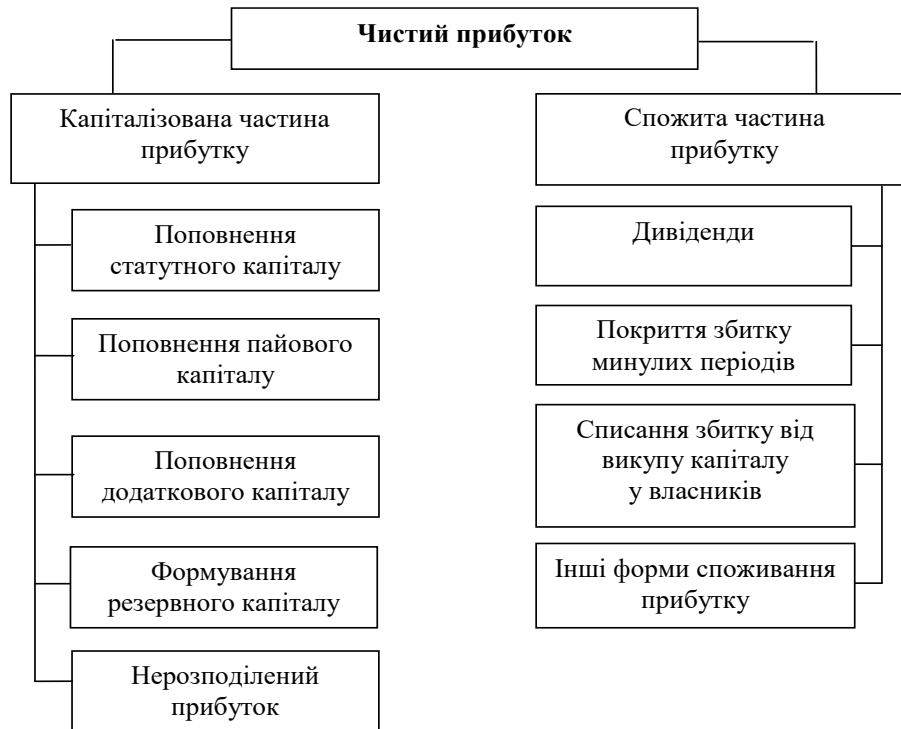 Чистий прибуток
Капіталізована частина
прибутку
Поповнення
статутного капіталу
Поповнення пайового
капіталу
Поповнення
додаткового капіталу
Формування
резервного капіталу
Нерозподілений
прибуток
Спожита частина
прибутку
Дивіденди
Покриття збитку
минулих періодів
Списання збитку від
викупу капіталу
у власників
Інші форми споживання
прибутку